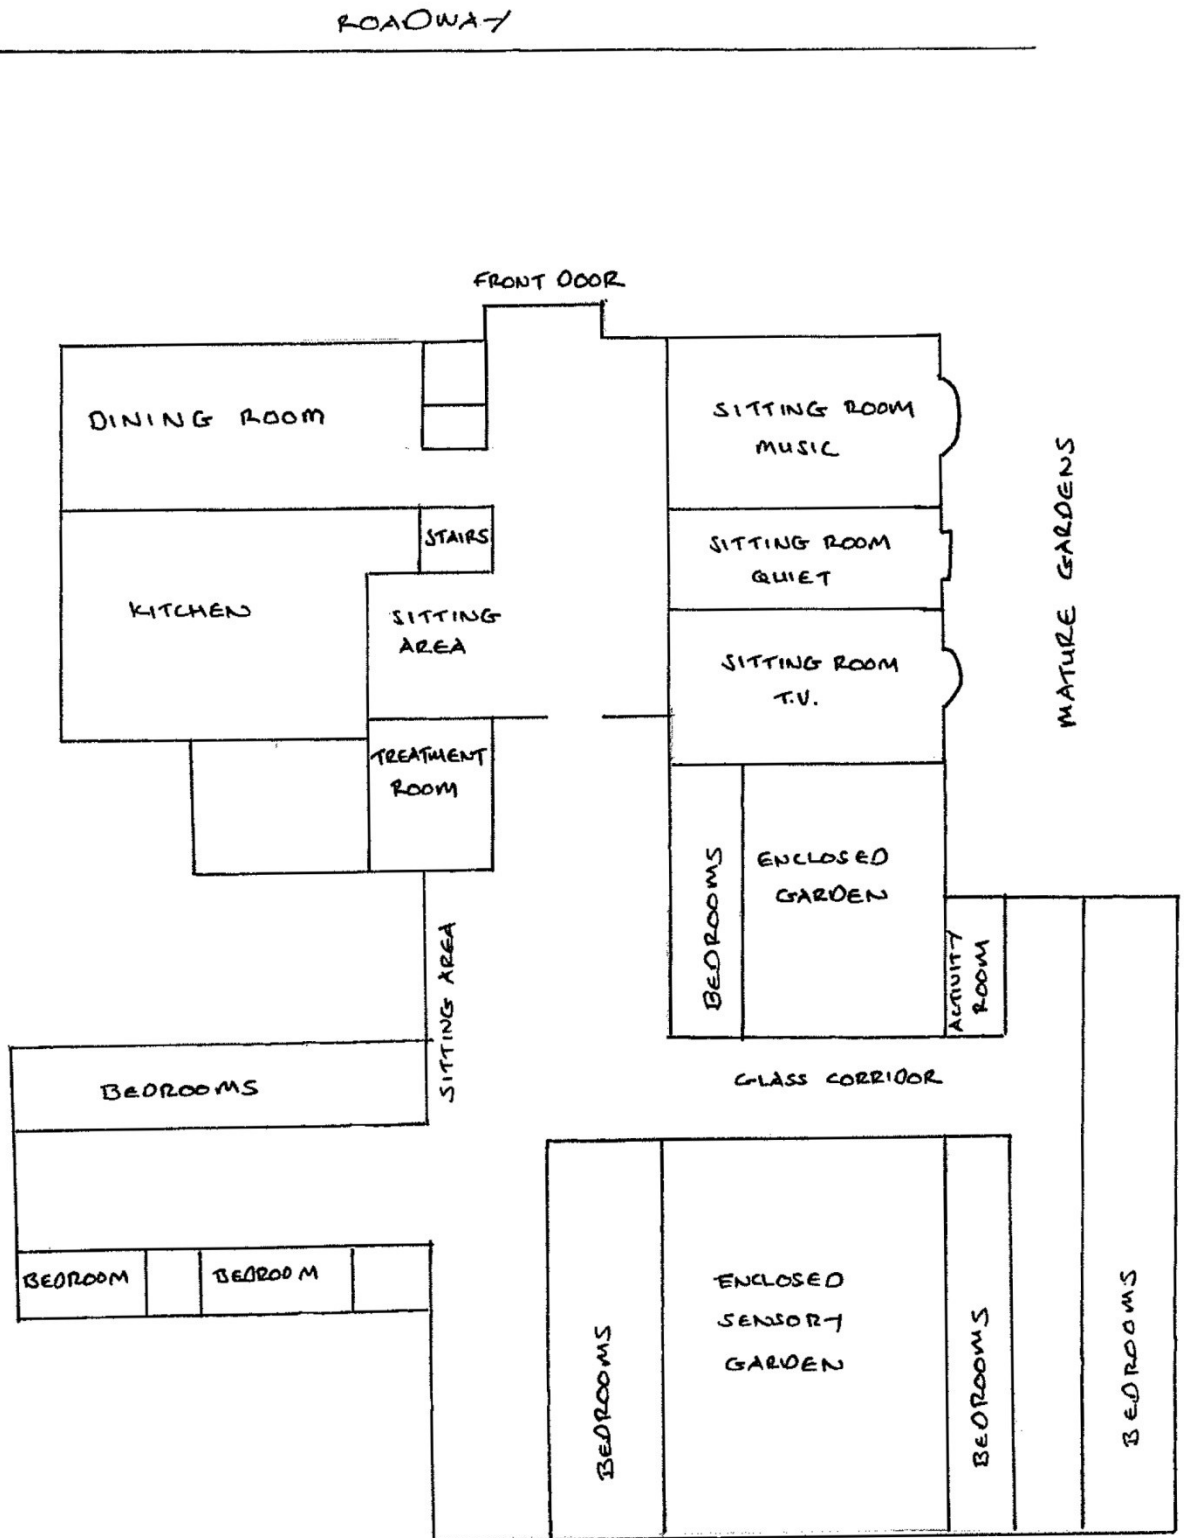 ROADWAY
FRONT DOOR
DINING ROOM
SITTING ROOM
MUSIC
MATURE GARDENS
STAIRS
SITTING ROOM
QUIET
KITCHEN
SITTING
AREA
SITTING ROOM
T.V.
TREATMENT
ROOM
BEDROOMS
ENCLOSED
GARDEN
SITTING AREA
ACTIVITY
ROOM
BEDROOMS
GLASS CORRIDOR
BEDROOM
BEDROOM
ENCLOSED
SENSORY
GARDEN
BEDROOMS
BEDROOMS
BEDROOMS